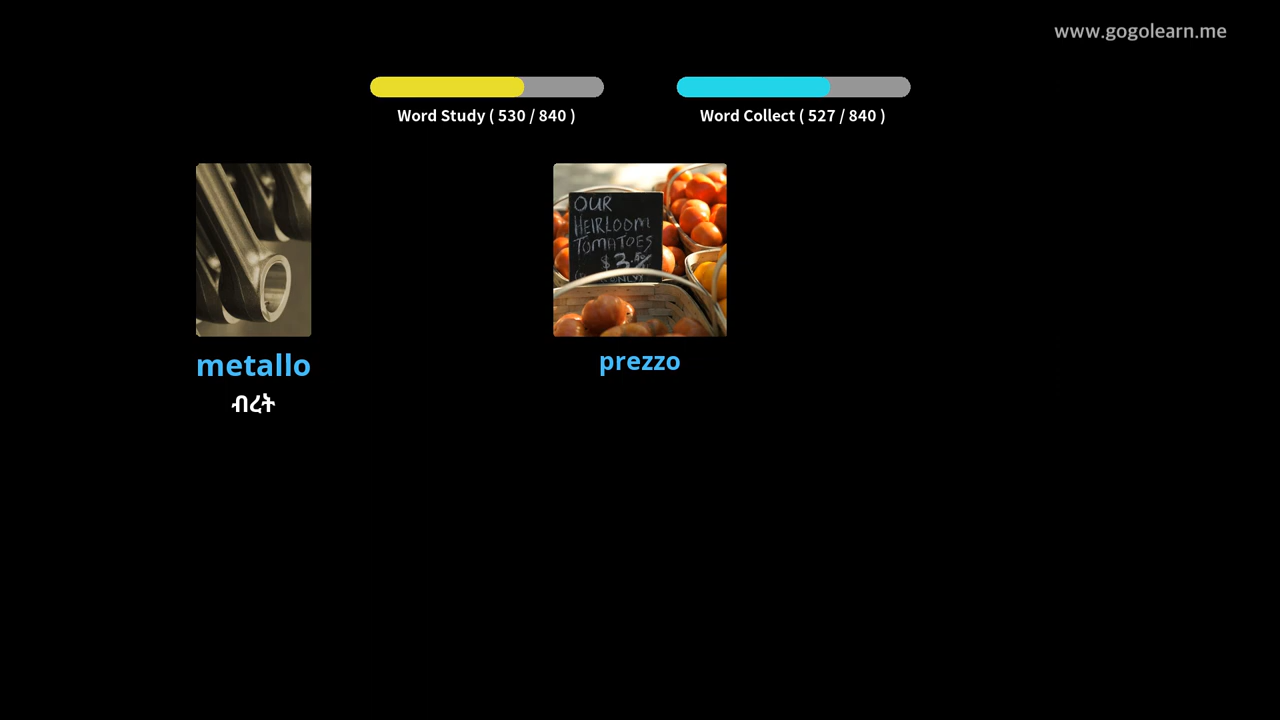 www.gogolearn.me
Word Study ( 530 / 840 )
Word Collect ( 527 / 840 )
OUR
HEIRLOOM
TOMATOES
metallo
ብረት
prezzo